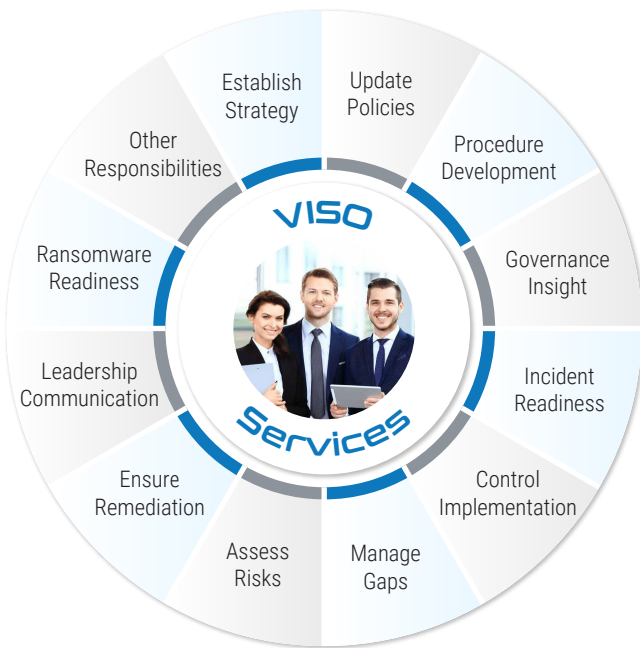 Establish
Strategy
Update
Policies
Procedure
Development
Governance
Insight
Incident
Readiness
Control
Implementation
Manage
Gaps
Assess
Risks
Ensure
Remediation
Leadership
Communication
Ransomware
Readiness
Other
Responsibilities
VISO
Services